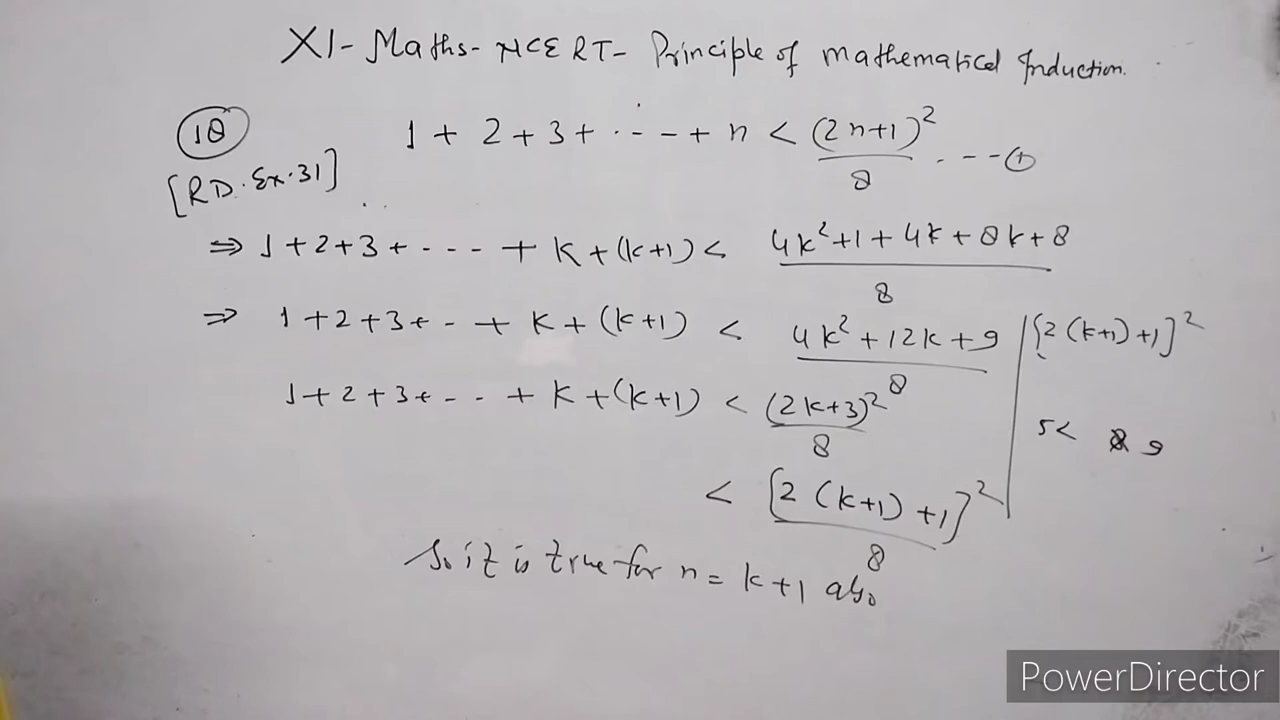 XI - Maths - NCERT - Principle of mathematical Induction.
18
1 + 2 + 3 + ... - - + n < (2n+1)²/8 . - - - ①
[RD. Ex. 31]
⇒ 1 + 2 + 3 + - - - - + k + (k+1) < 4k² + 1 + 4k + 8k + 8 / 8
⇒ 1 + 2 + 3 + - - + k + (k+1) < 4k² + 12k + 9 / 8
[2(k+1)+1]²
1 + 2 + 3 + - - - + k + (k+1) < (2k+3)²/8
5 < 9
< [2(k+1)+1]²/8
So it is true for n = k+1 also
PowerDirector